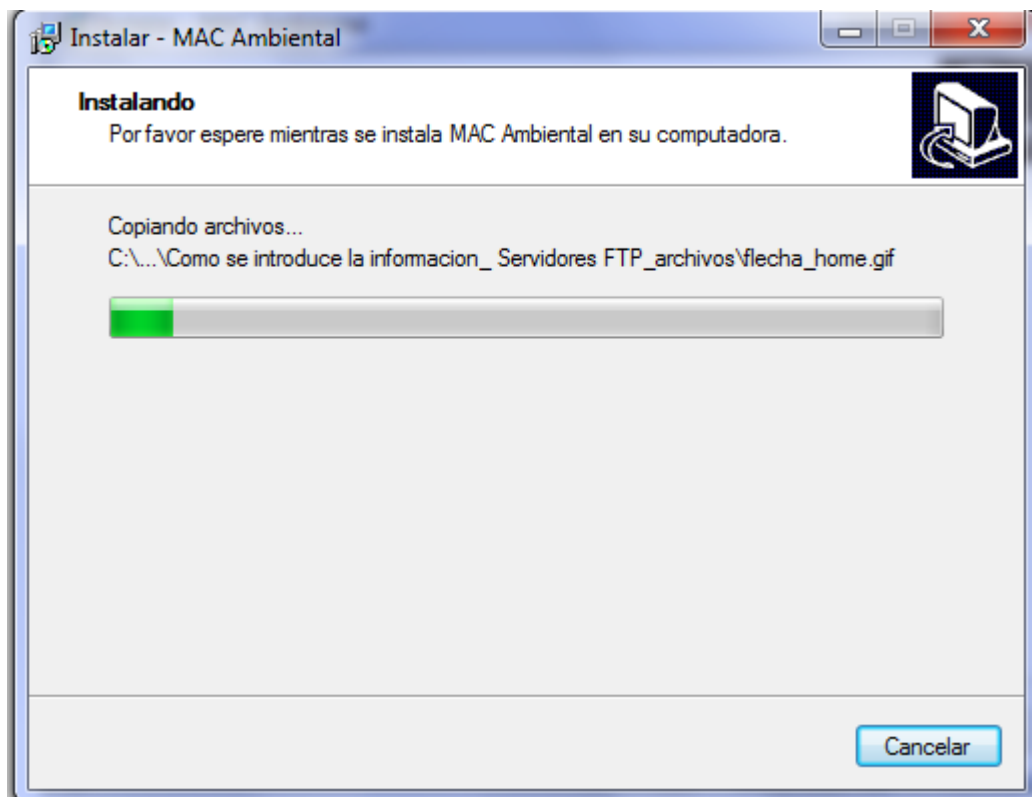 Instalar - MAC Ambiental
Instalando
Por favor espere mientras se instala MAC Ambiental en su computadora.
Copiando archivos...
C:\...\Como se introduce la informacion_ Servidores FTP_archivos\flecha_home.gif
Cancelar